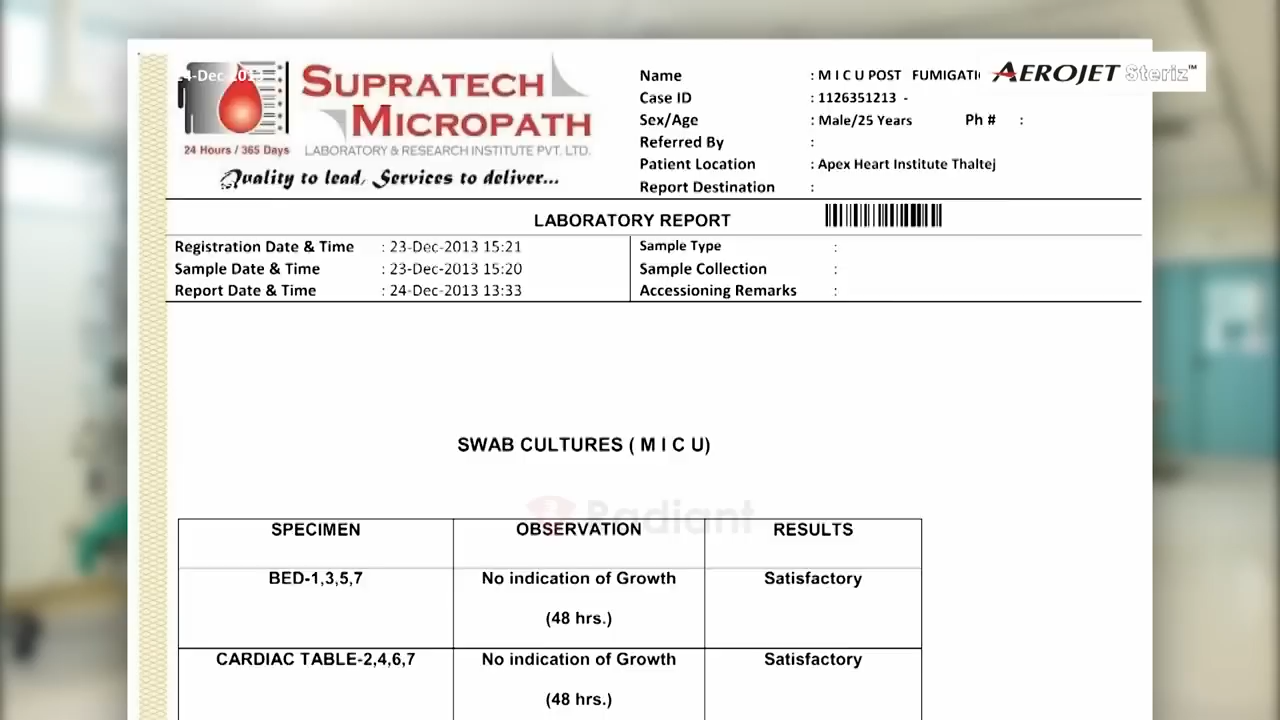 24-Dec-2013
SUPRATECH
MICROPATH
24 Hours / 365 Days
LABORATORY & RESEARCH INSTITUTE PVT. LTD.
Quality to lead, Services to deliver...
Name : M I C U POST FUMIGATI
AEROJET Steriz™
Case ID : 1126351213 -
Sex/Age : Male/25 Years Ph # :
Referred By :
Patient Location : Apex Heart Institute Thaltej
Report Destination :
LABORATORY REPORT
Registration Date & Time : 23-Dec-2013 15:21
Sample Date & Time : 23-Dec-2013 15:20
Report Date & Time : 24-Dec-2013 13:33
Sample Type :
Sample Collection :
Accessioning Remarks :
SWAB CULTURES ( M I C U)
Radiant
SPECIMEN OBSERVATION RESULTS
BED-1,3,5,7 No indication of Growth Satisfactory
(48 hrs.)
CARDIAC TABLE-2,4,6,7 No indication of Growth Satisfactory
(48 hrs.)